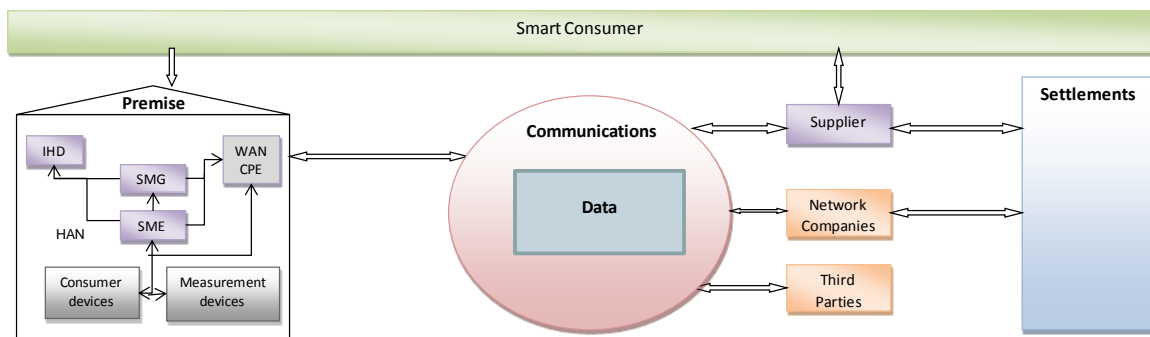 Smart Consumer
Premise
IHD
SMG
WAN
CPE
SME
HAN
Consumer
devices
Measurement
devices
Communications
Data
Supplier
Network
Companies
Third
Parties
Settlements